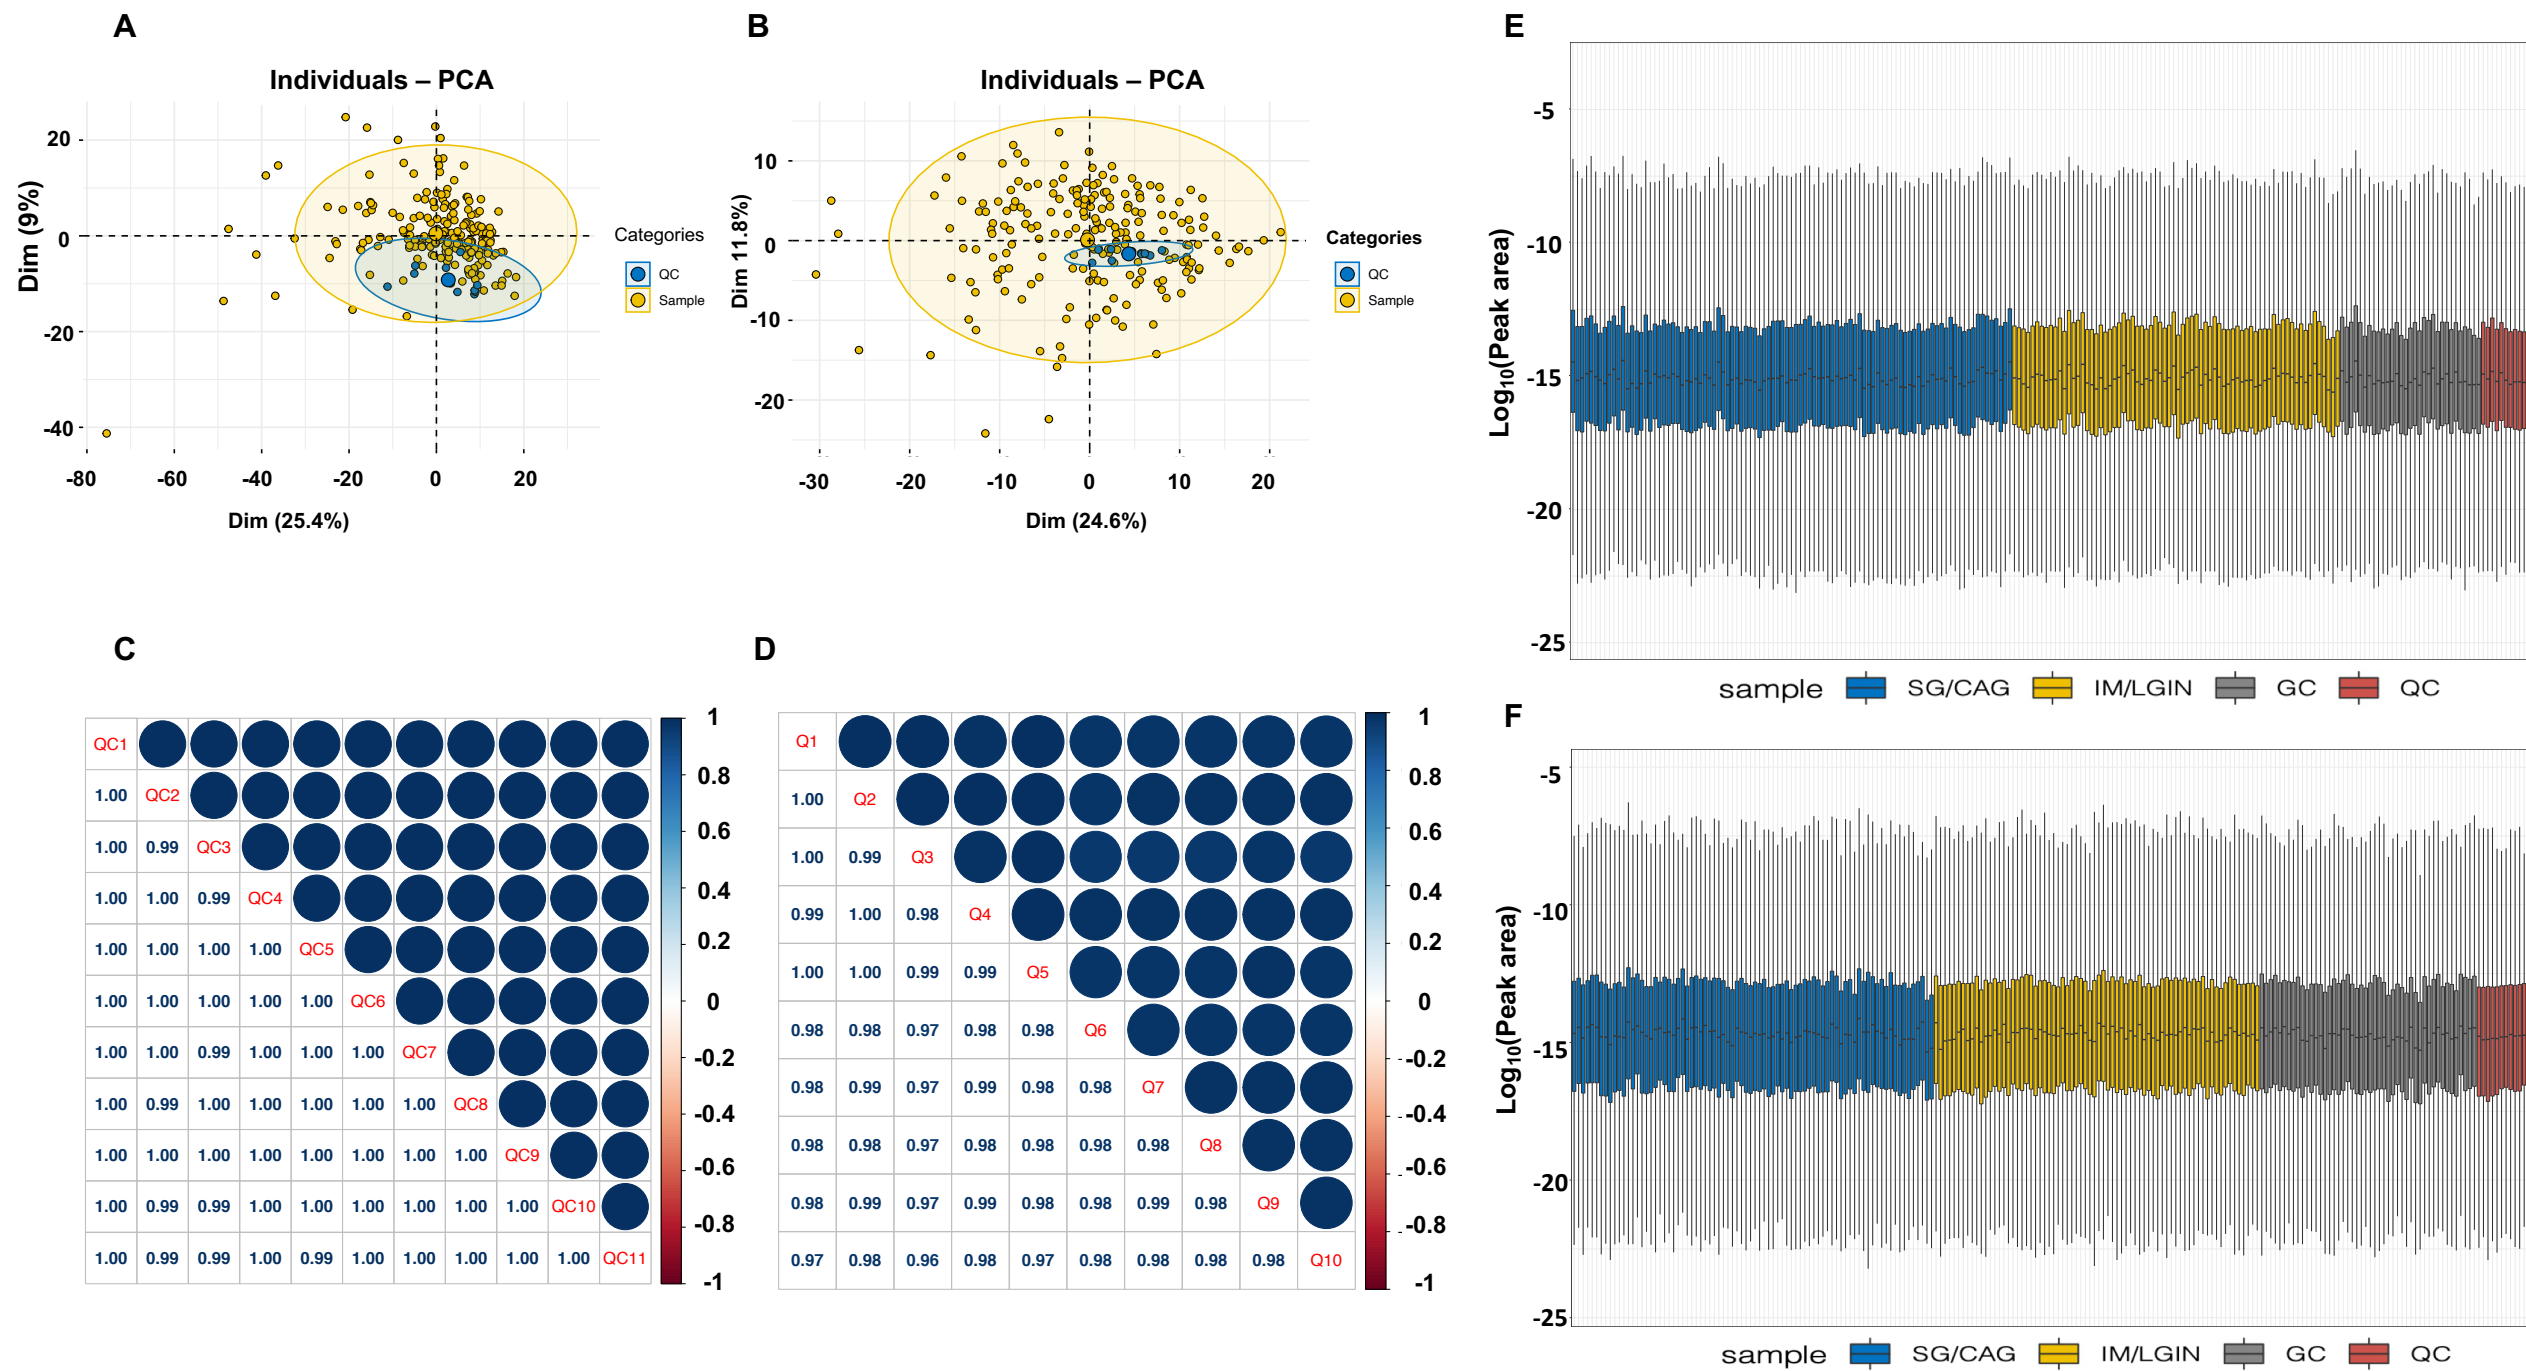 A
Individuals – PCA
Dim (9%)
20
0
-20
-40
-80 -60 -40 -20 0 20
Dim (25.4%)
Categories
QC
Sample
B
Individuals – PCA
Dim 11.8%)
10
0
-10
-20
-30 -20 -10 0 10 20
Dim (24.6%)
Categories
QC
Sample
C
QC1
1.00 QC2
1.00 0.99 QC3
1.00 1.00 0.99 QC4
1.00 1.00 1.00 1.00 QC5
1.00 1.00 1.00 1.00 1.00 QC6
1.00 1.00 0.99 1.00 1.00 1.00 QC7
1.00 0.99 1.00 1.00 1.00 1.00 1.00 QC8
1.00 1.00 1.00 1.00 1.00 1.00 1.00 1.00 QC9
1.00 0.99 0.99 1.00 1.00 1.00 1.00 1.00 1.00 QC10
1.00 0.99 0.99 1.00 0.99 1.00 1.00 1.00 1.00 1.00 QC11
1
0.8
0.6
0.4
0.2
0
-0.2
-0.4
-0.6
-0.8
-1
D
Q1
1.00 Q2
1.00 0.99 Q3
0.99 1.00 0.98 Q4
1.00 1.00 0.99 0.99 Q5
0.98 0.98 0.97 0.98 0.98 Q6
0.98 0.99 0.97 0.99 0.98 0.98 Q7
0.98 0.98 0.97 0.98 0.98 0.98 0.98 Q8
0.98 0.99 0.97 0.99 0.98 0.98 0.99 0.98 Q9
0.97 0.98 0.96 0.98 0.97 0.98 0.98 0.98 0.98 Q10
1
0.8
0.6
0.4
0.2
0
-0.2
-0.4
-0.6
-0.8
-1
E
Log10(Peak area)
-5
-10
-15
-20
-25
sample SG/CAG IM/LGIN GC QC
F
Log10(Peak area)
-5
-10
-15
-20
-25
sample SG/CAG IM/LGIN GC QC